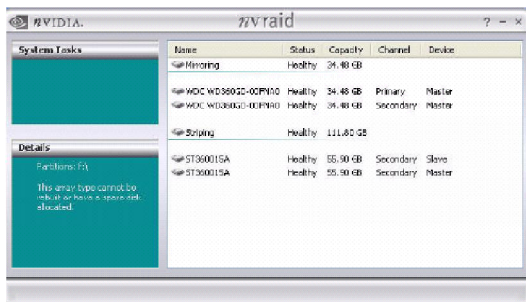 NVIDIA. nvraid ? - ×
System Tasks
Name Status Capacity Channel Device
Mirroring Healthy 34.48 GB
WDC WD360GD-00FNA0 Healthy 34.48 GB Primary Master
WDC WD360GD-00FNA0 Healthy 34.48 GB Secondary Master
Striping Healthy 111.80 GB
ST360015A Healthy 55.90 GB Secondary Slave
ST360015A Healthy 55.90 GB Secondary Master
Details
Partitions: F:\
This array type cannot be
rebuilt or have a spare disk
allocated.